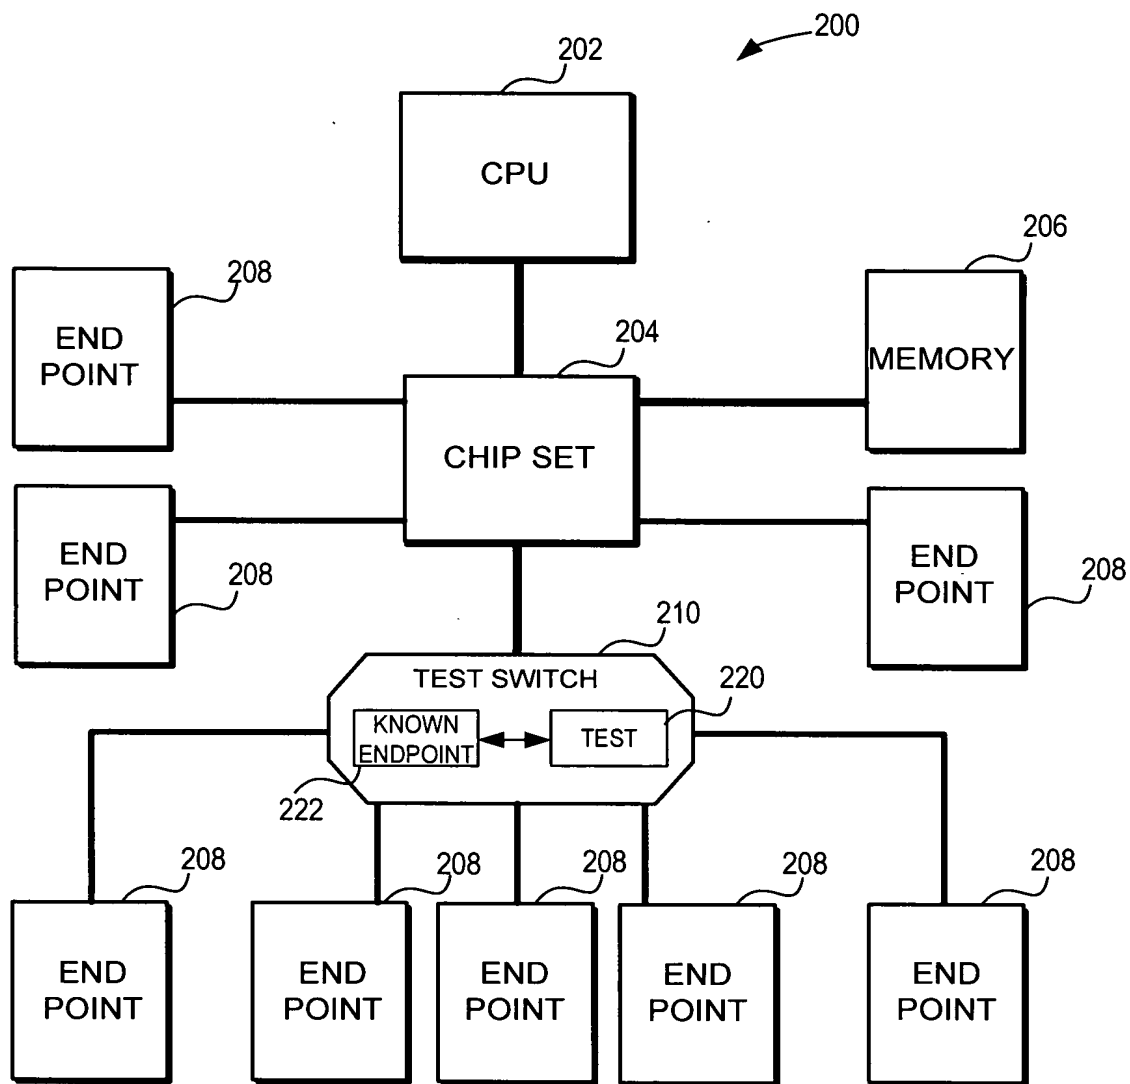 200
202
CPU
206
208
END
POINT
204
MEMORY
CHIP SET
END
POINT
208
END
POINT
208
210
TEST SWITCH
220
KNOWN
ENDPOINT
TEST
222
208
208
208
208
208
END
POINT
END
POINT
END
POINT
END
POINT
END
POINT